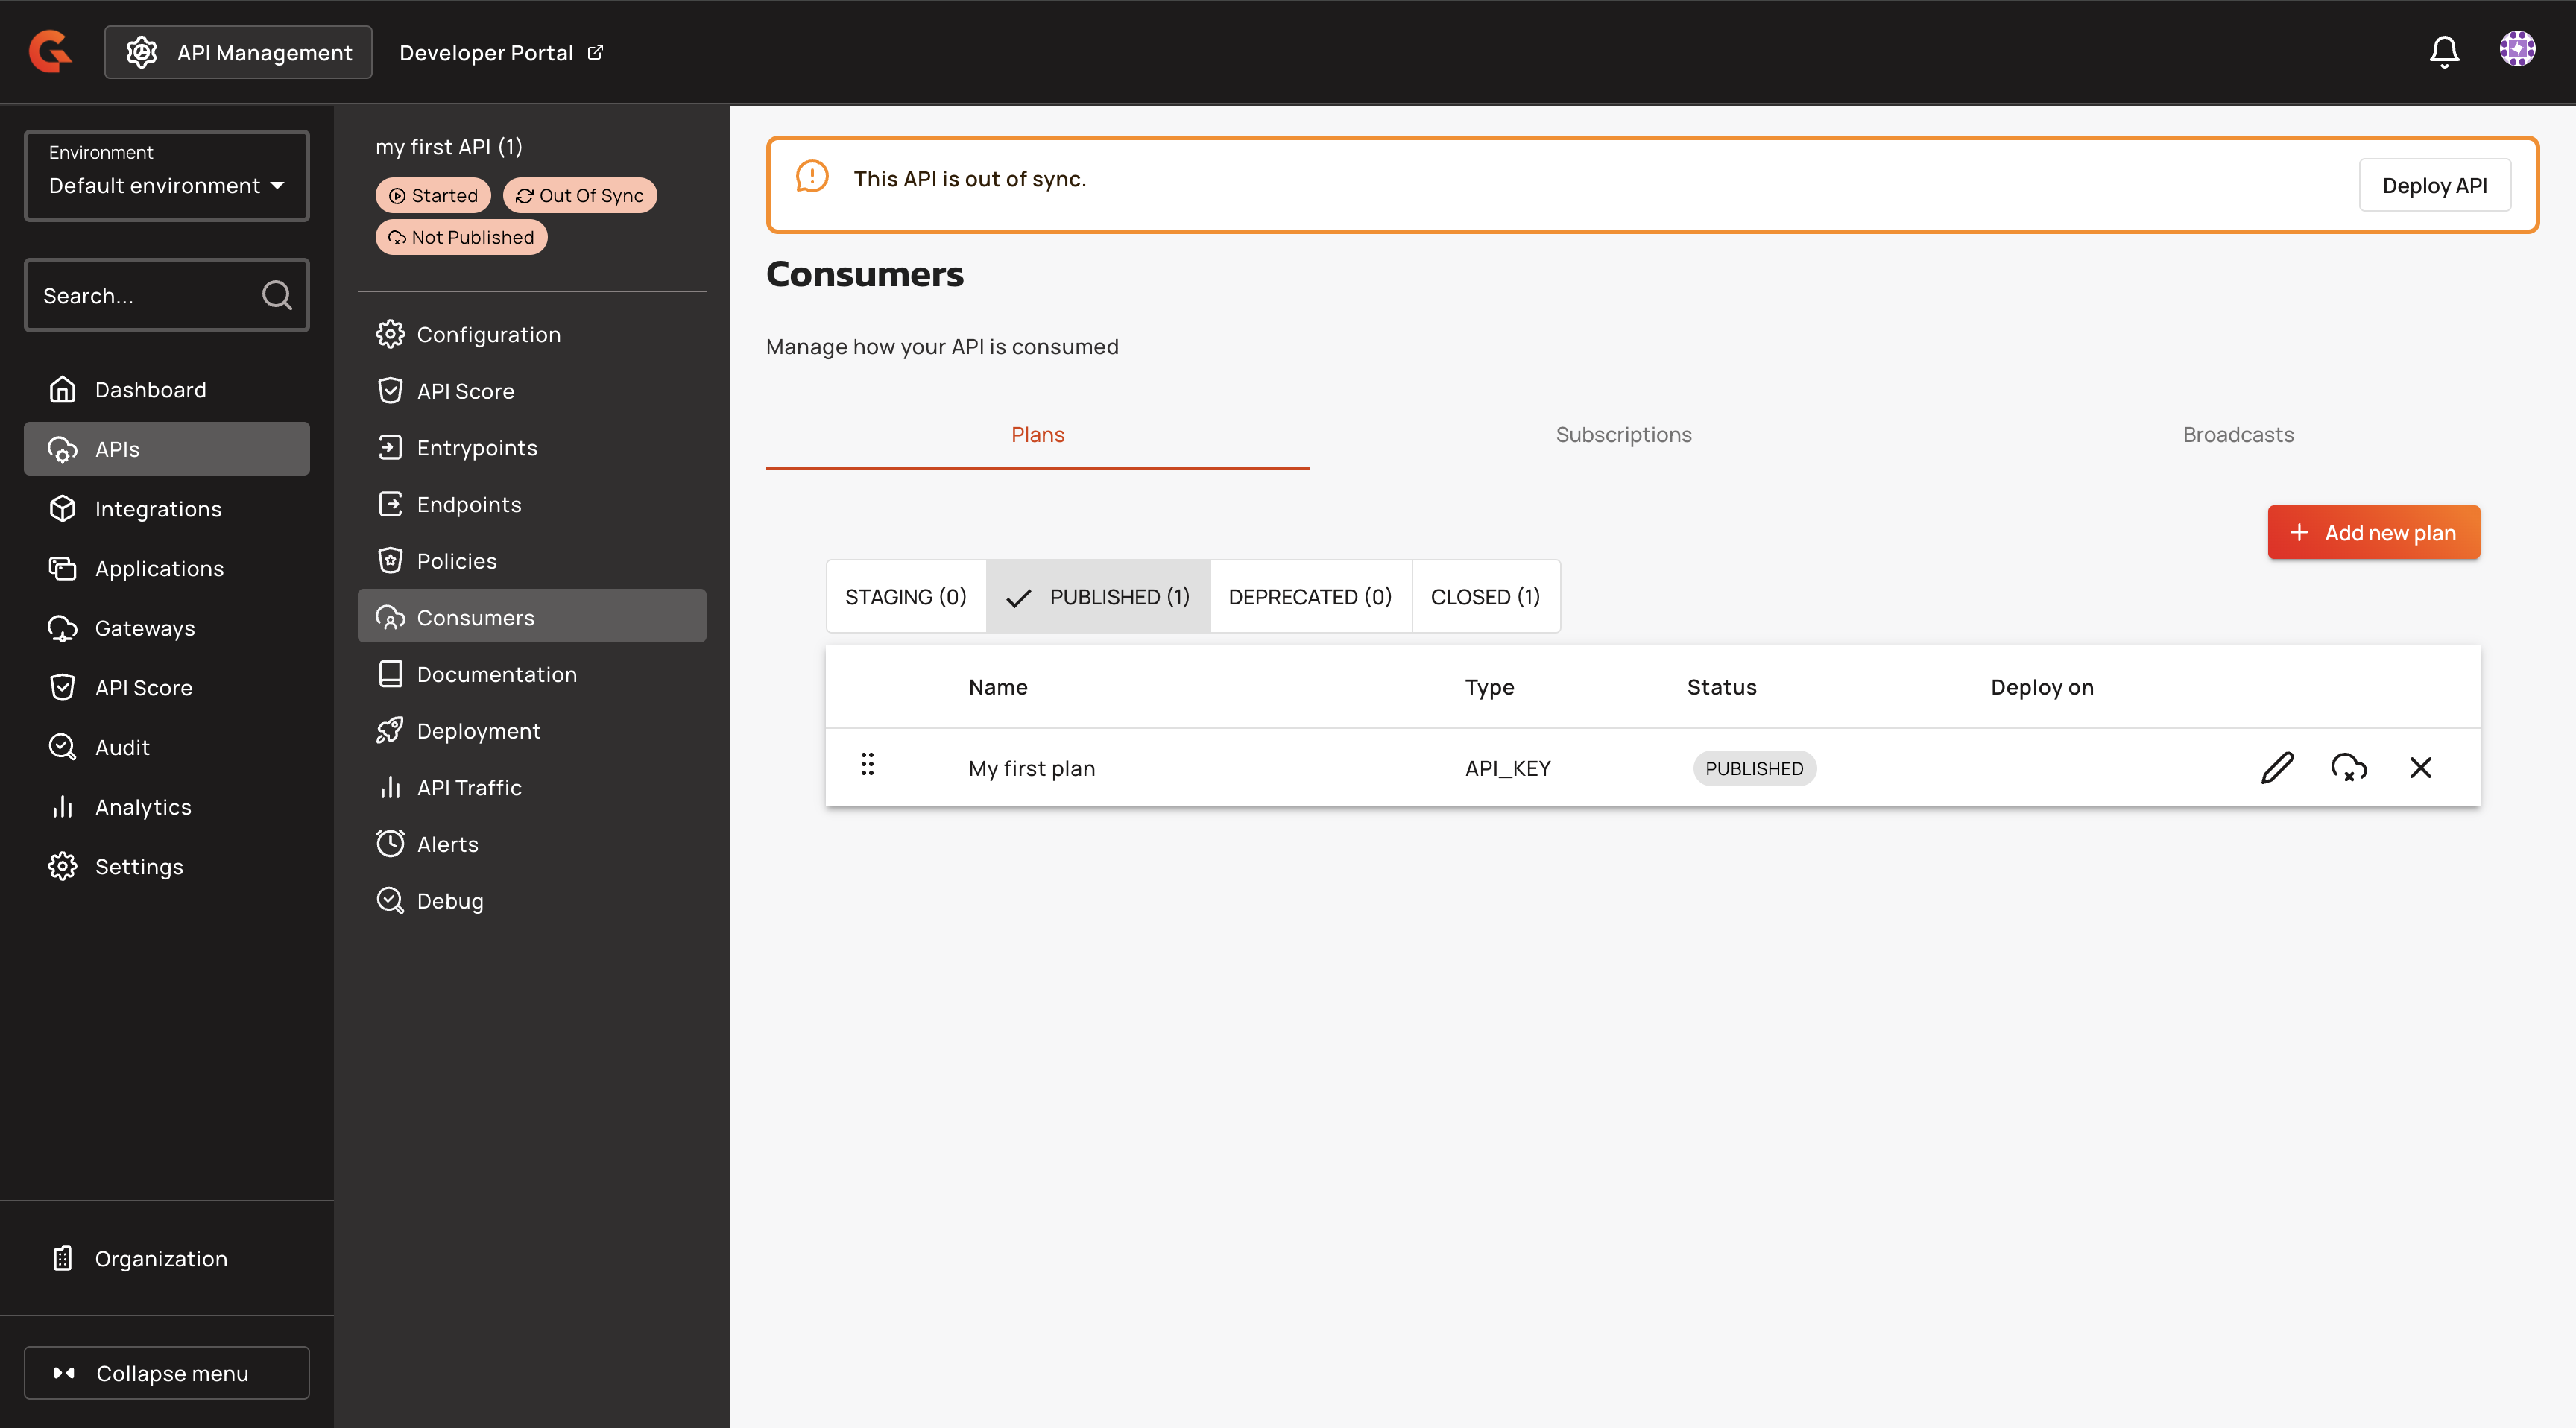 API Management
Developer Portal
Environment
Default environment
Search...
Dashboard
APIs
Integrations
Applications
Gateways
API Score
Audit
Analytics
Settings
Organization
Collapse menu
my first API (1)
Started
Out Of Sync
Not Published
Configuration
API Score
Entrypoints
Endpoints
Policies
Consumers
Documentation
Deployment
API Traffic
Alerts
Debug
This API is out of sync.
Deploy API
Consumers
Manage how your API is consumed
Plans Subscriptions Broadcasts
Add new plan
STAGING (0) PUBLISHED (1) DEPRECATED (0) CLOSED (1)
Name Type Status Deploy on
My first plan API_KEY PUBLISHED